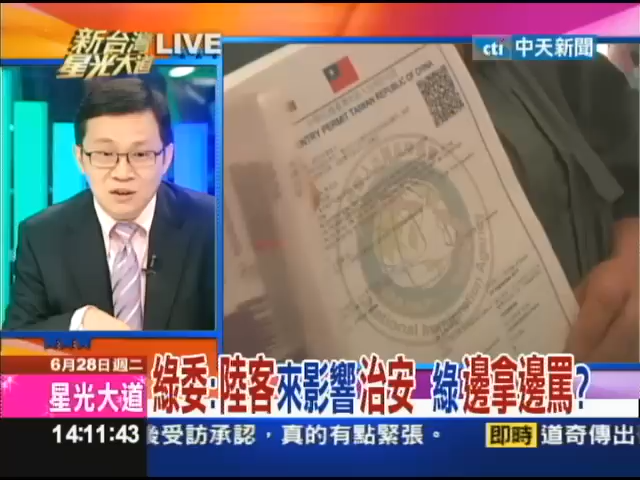 新台灣
星光大道
LIVE
cti 中天新聞
ENTRY PERMIT TAIWAN REPUBLIC OF CHINA
National Immigration Agency
6月28日週二
星光大道
綠委:陸客來影響治安 綠邊拿邊罵?
14:11:43
後受訪承認，真的有點緊張。
即時 道奇傳出